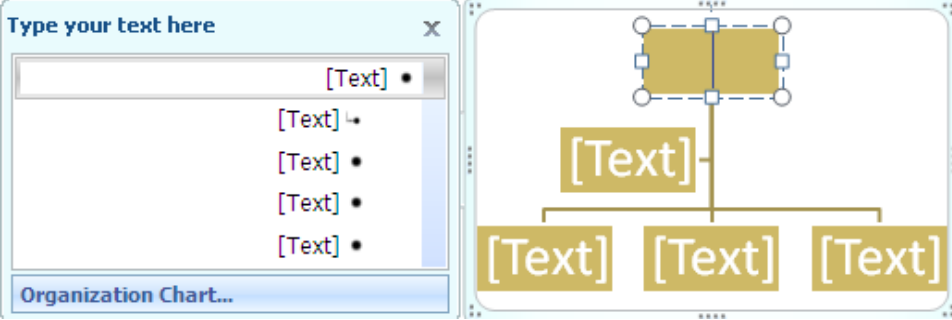 Type your text here
x
[Text]
[Text]
[Text]
[Text]
[Text]
Organization Chart...
[Text]
[Text] [Text] [Text]